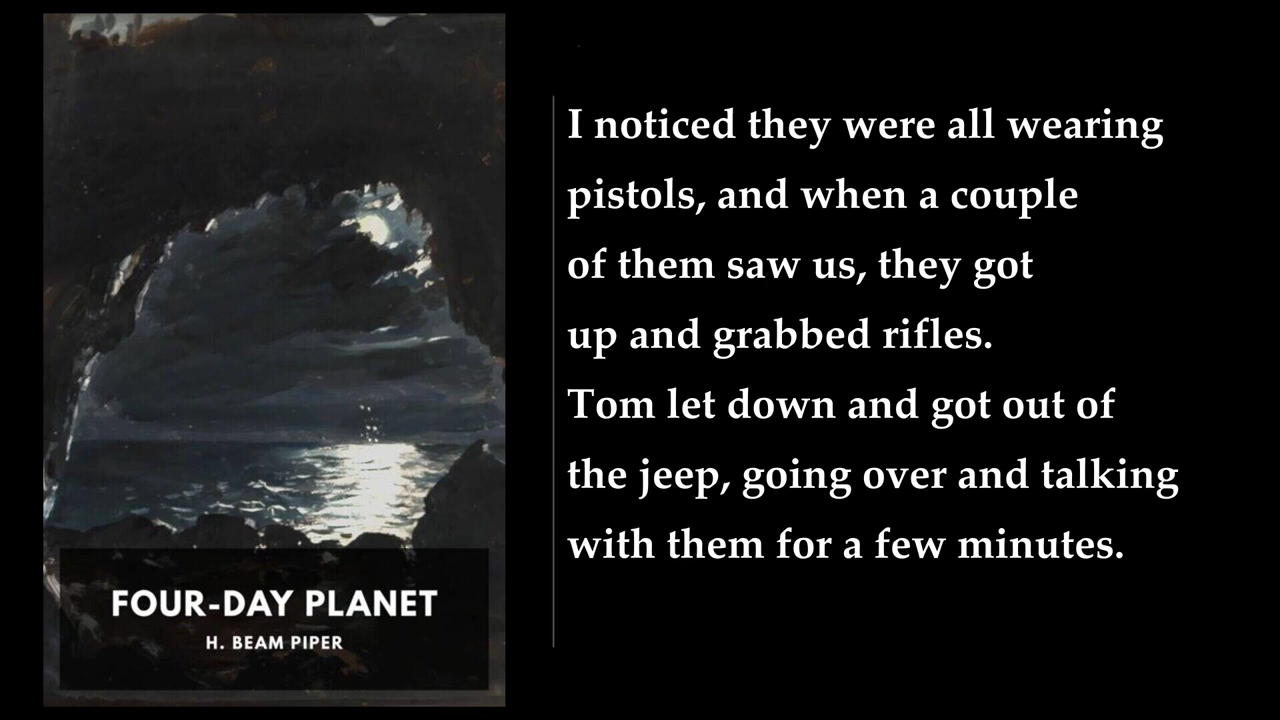 FOUR-DAY PLANET
H. BEAM PIPER
I noticed they were all wearing
pistols, and when a couple
of them saw us, they got
up and grabbed rifles.
Tom let down and got out of
the jeep, going over and talking
with them for a few minutes.